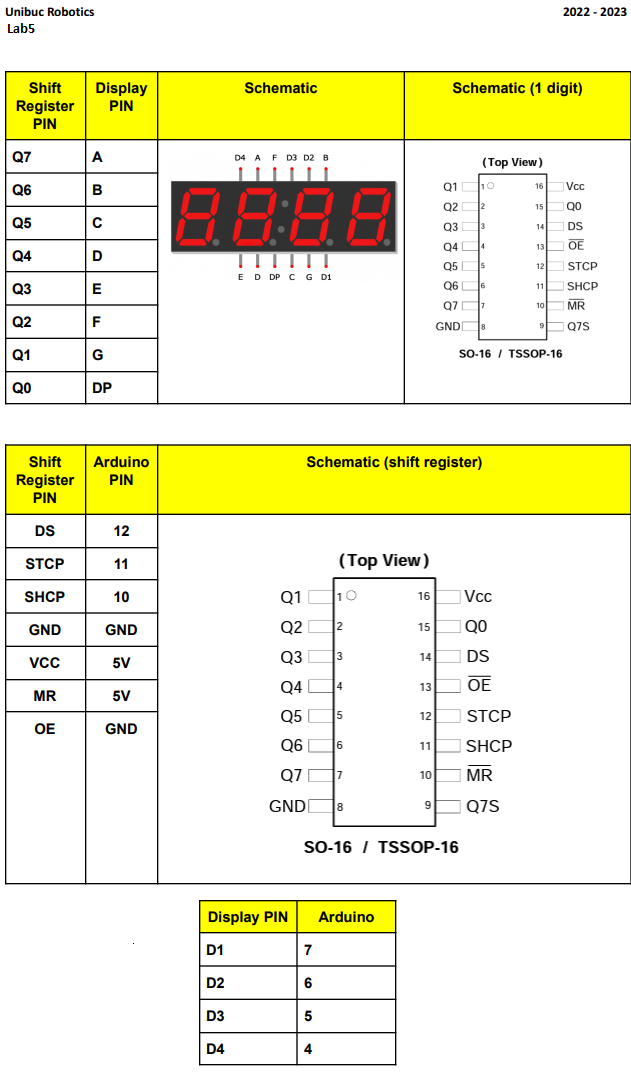 Unibuc Robotics
2022 - 2023
Lab5
Shift Register PIN Display PIN Schematic Schematic (1 digit)
Q7 A
Q6 B
Q5 C
Q4 D
Q3 E
Q2 F
Q1 G
Q0 DP
D4 A F D3 D2 B
E D DP C G D1
(Top View)
Q1 1 16 Vcc
Q2 2 15 Q0
Q3 3 14 DS
Q4 4 13 OE
Q5 5 12 STCP
Q6 6 11 SHCP
Q7 7 10 MR
GND 8 9 Q7S
SO-16 / TSSOP-16
Shift Register PIN Arduino PIN Schematic (shift register)
DS 12
STCP 11
SHCP 10
GND GND
VCC 5V
MR 5V
OE GND
(Top View)
Q1 1 16 Vcc
Q2 2 15 Q0
Q3 3 14 DS
Q4 4 13 OE
Q5 5 12 STCP
Q6 6 11 SHCP
Q7 7 10 MR
GND 8 9 Q7S
SO-16 / TSSOP-16
Display PIN Arduino
D1 7
D2 6
D3 5
D4 4